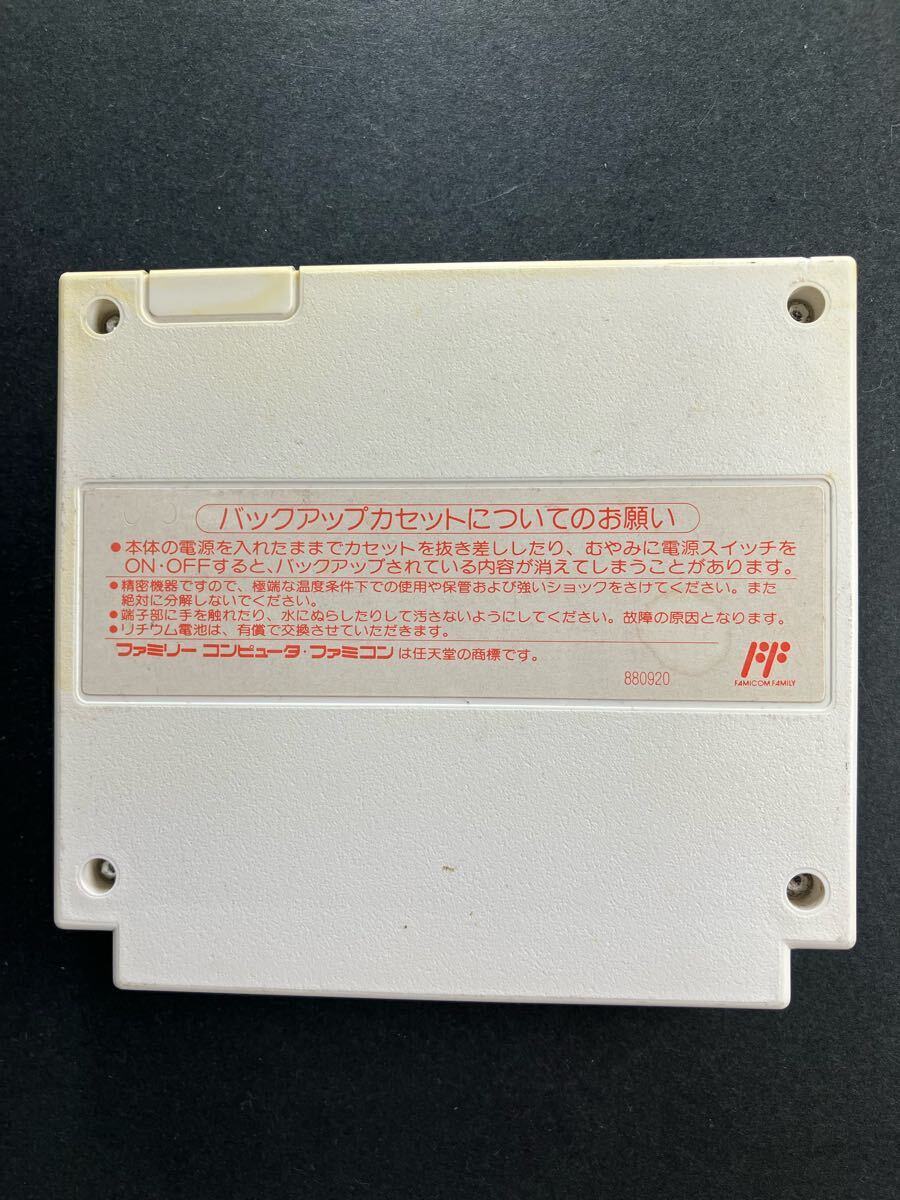 バックアップカセットについてのお願い
●本体の電源を入れたままでカセットを抜き差ししたり、むやみに電源スイッチを
ON・OFFすると、バックアップされている内容が消えてしまうことがあります。
●精密機器ですので、極端な温度条件下での使用や保管および強いショックをさけてください。また
絶対に分解しないでください。
●端子部に手を触れたり、水にぬらしたりして汚さないようにしてください。故障の原因となります。
●リチウム電池は、有償で交換させていただきます。
ファミリー コンピュータ・ファミコン は任天堂の商標です。
880920
FAMICOM FAMILY